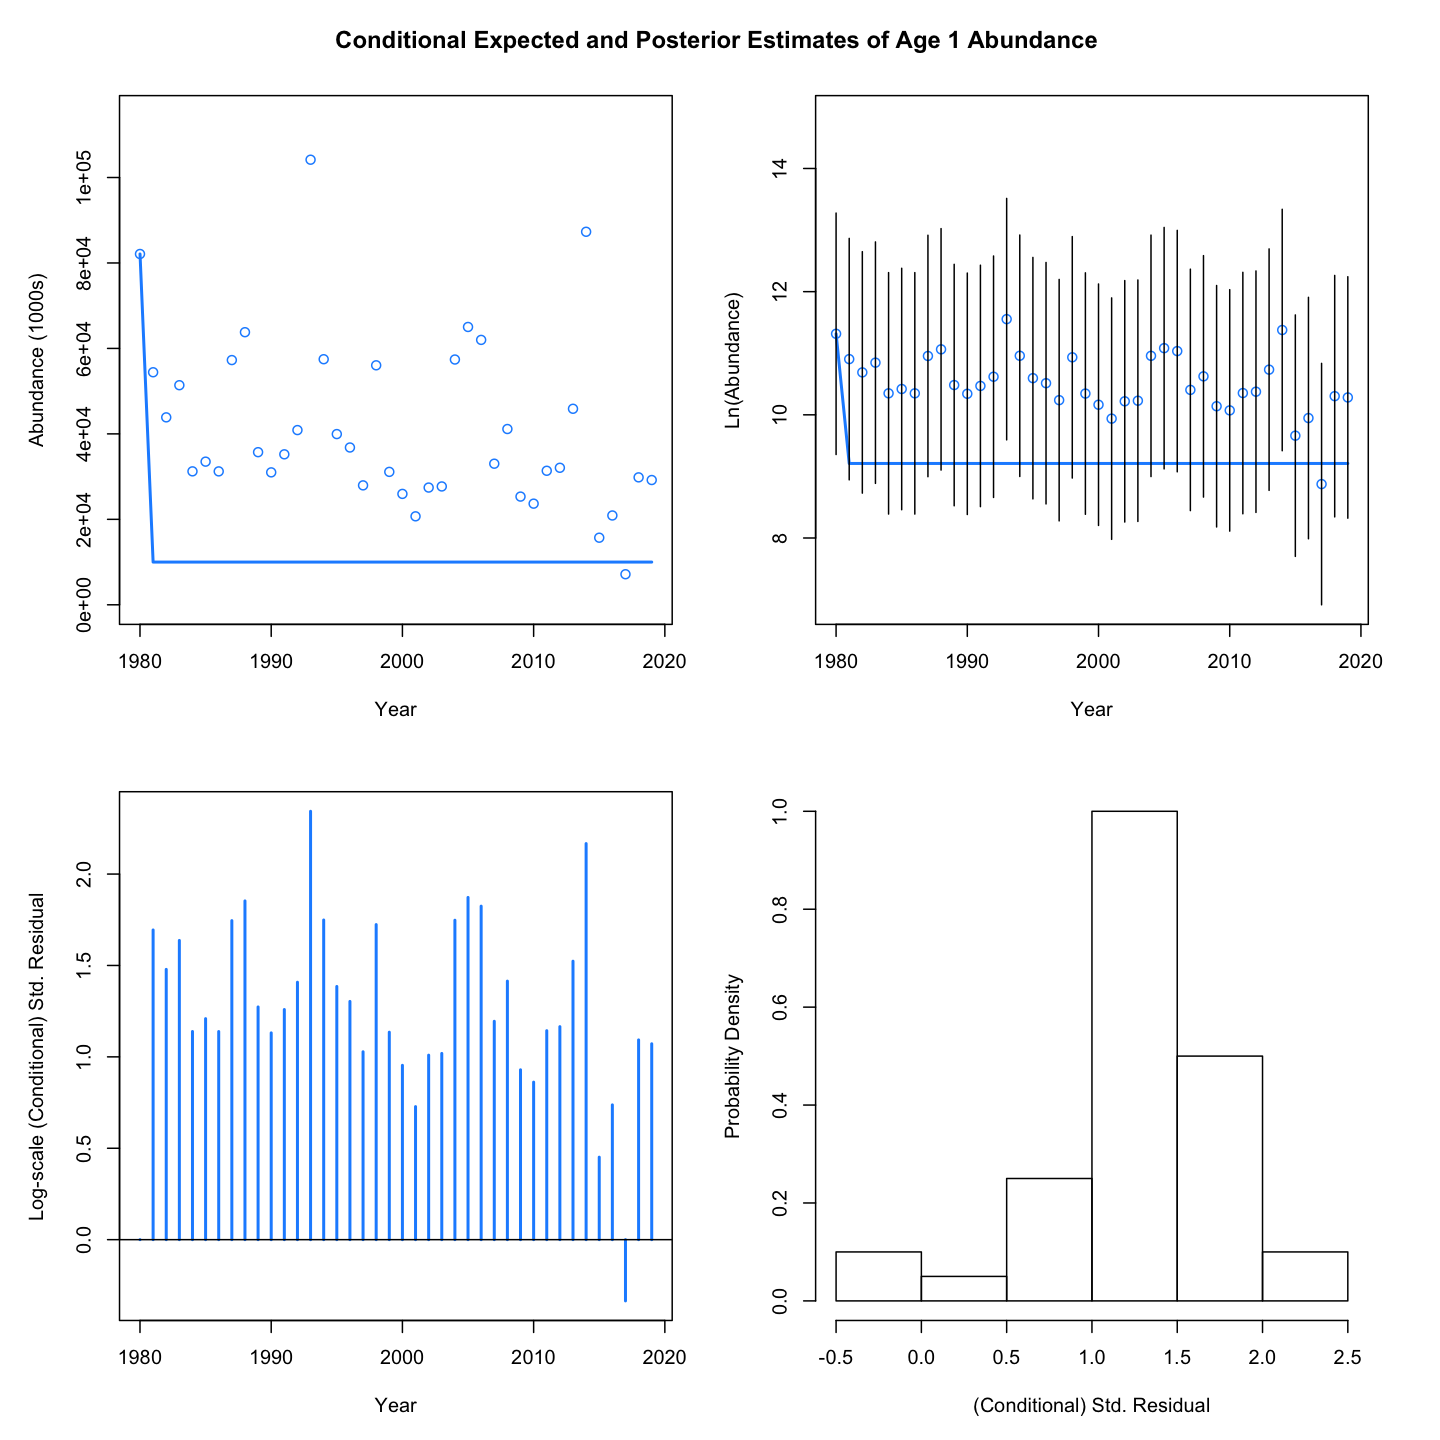 Conditional Expected and Posterior Estimates of Age 1 Abundance
Abundance (1000s)
0e+00 2e+04 4e+04 6e+04 8e+04 1e+05
1980 1990 2000 2010 2020
Year
Ln(Abundance)
8 10 12 14
1980 1990 2000 2010 2020
Year
Log-scale (Conditional) Std. Residual
0.0 0.5 1.0 1.5 2.0
1980 1990 2000 2010 2020
Year
Probability Density
0.0 0.2 0.4 0.6 0.8 1.0
-0.5 0.0 0.5 1.0 1.5 2.0 2.5
(Conditional) Std. Residual